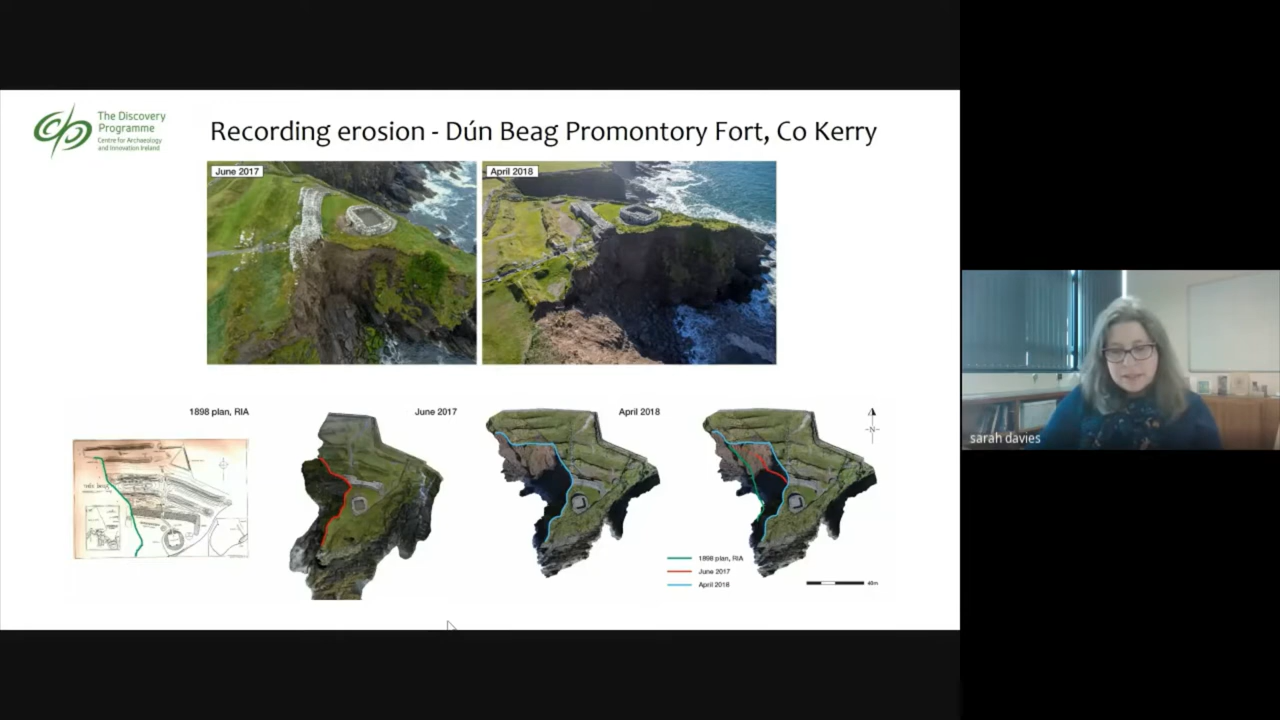 The Discovery
Programme
Centre for Archaeology
and Innovation Ireland
Recording erosion - Dún Beag Promontory Fort, Co Kerry
June 2017
April 2018
1898 plan, RIA
June 2017
April 2018
N
1898 plan, RIA
June 2017
April 2018
sarah davies